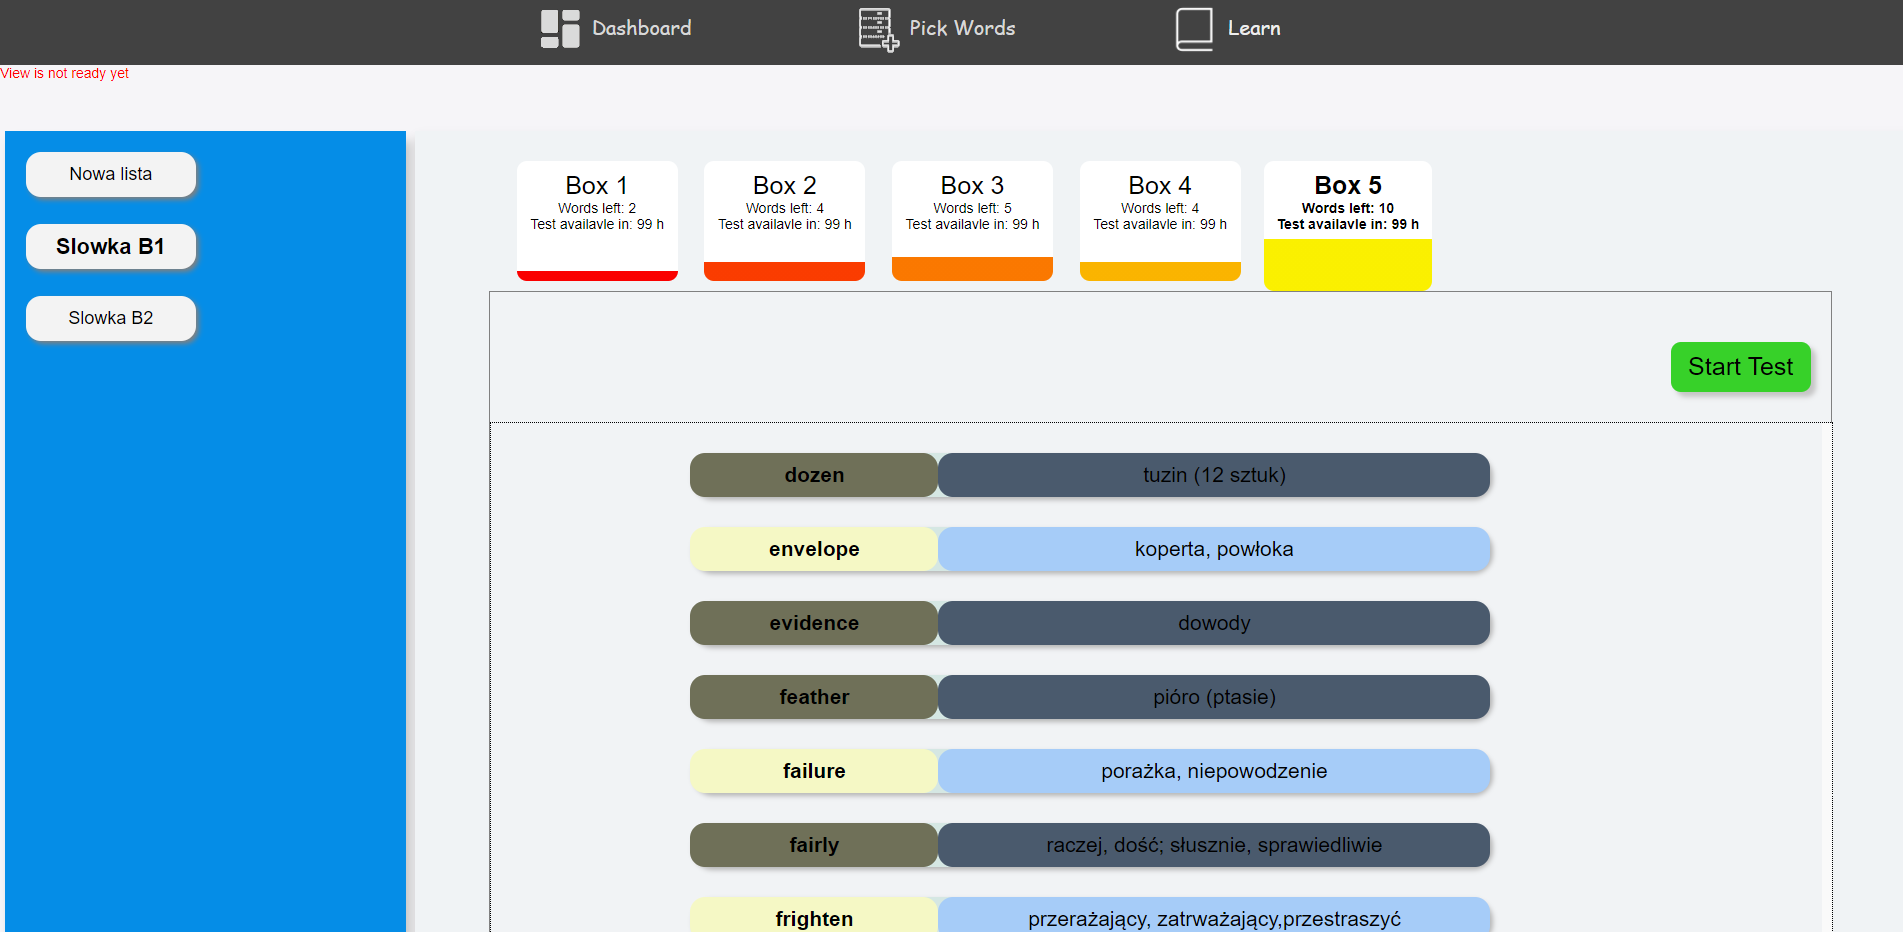 Dashboard
Pick Words
Learn
View is not ready yet
Nowa lista
Slowka B1
Slowka B2
Box 1
Words left: 2
Test availavle in: 99 h
Box 2
Words left: 4
Test availavle in: 99 h
Box 3
Words left: 5
Test availavle in: 99 h
Box 4
Words left: 4
Test availavle in: 99 h
Box 5
Words left: 10
Test availavle in: 99 h
Start Test
dozen tuzin (12 sztuk)
envelope koperta, powłoka
evidence dowody
feather pióro (ptasie)
failure porażka, niepowodzenie
fairly raczej, dość; słusznie, sprawiedliwie
frighten przerażający, zatrważający,przestraszyć